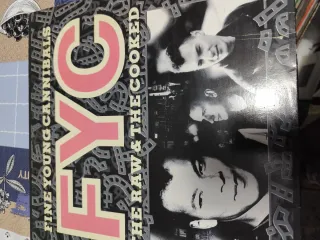 FINE YOUNG CANNIBALS
FYC
THE RAW & THE COOKED